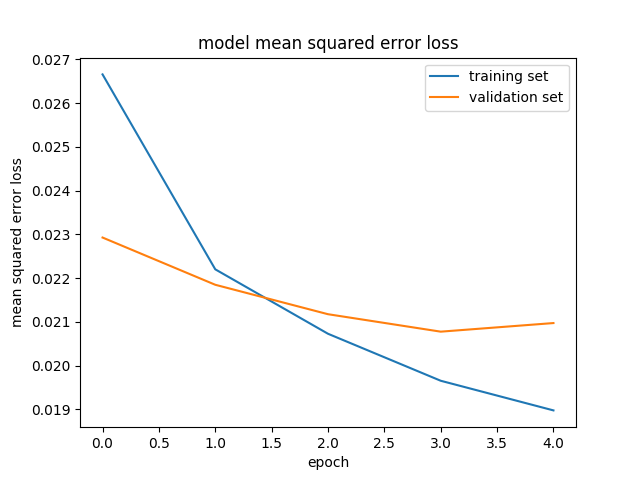 model mean squared error loss
training set
validation set
mean squared error loss
0.027
0.026
0.025
0.024
0.023
0.022
0.021
0.020
0.019
0.0 0.5 1.0 1.5 2.0 2.5 3.0 3.5 4.0
epoch